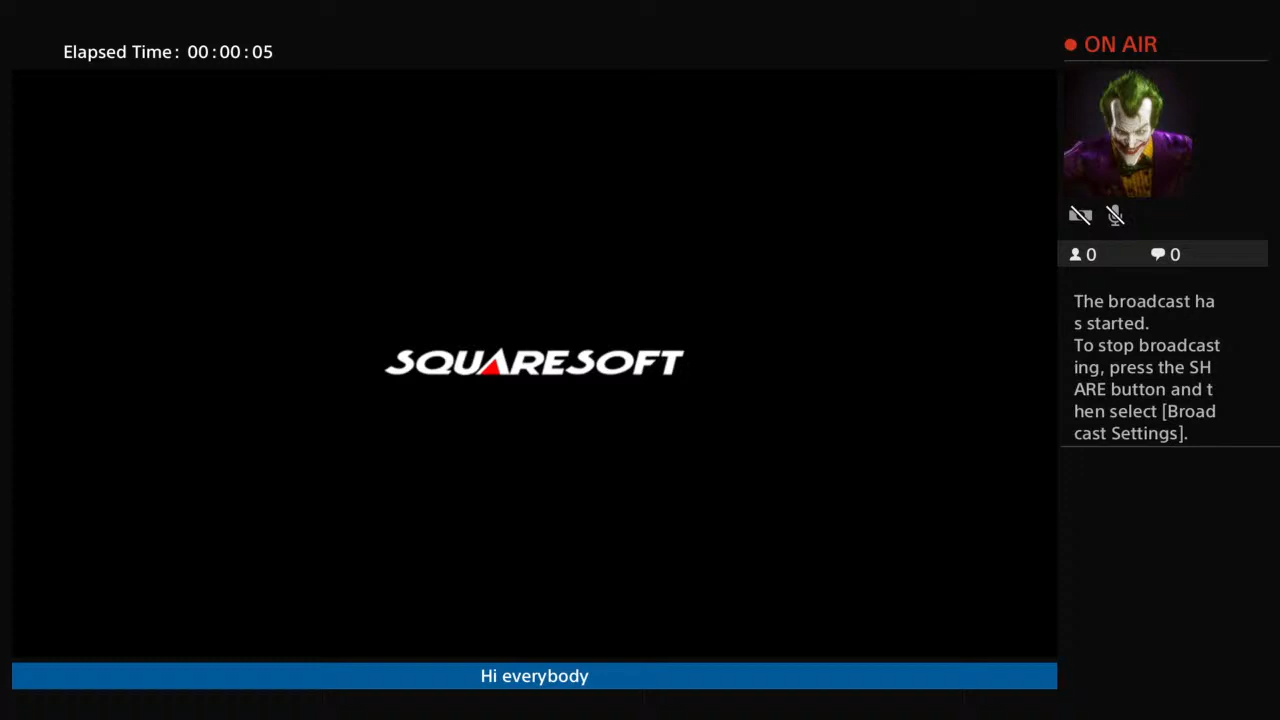 Elapsed Time: 00:00:05
ON AIR
SQUARESOFT
0
0
The broadcast ha
s started.
To stop broadcast
ing, press the SH
ARE button and t
hen select [Broad
cast Settings].
Hi everybody